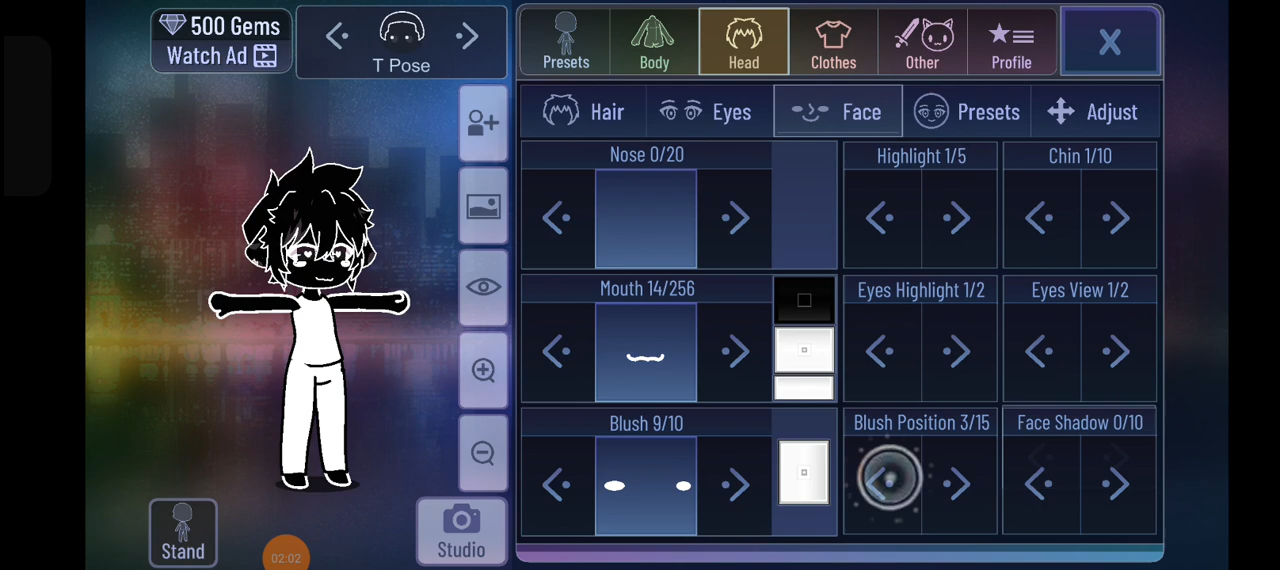 500 Gems
Watch Ad
T Pose
Presets
Body
Head
Clothes
Other
Profile
X
Hair
Eyes
Face
Presets
Adjust
Nose 0/20
Highlight 1/5
Chin 1/10
Mouth 14/256
Eyes Highlight 1/2
Eyes View 1/2
Blush 9/10
Blush Position 3/15
Face Shadow 0/10
Stand
02:02
Studio